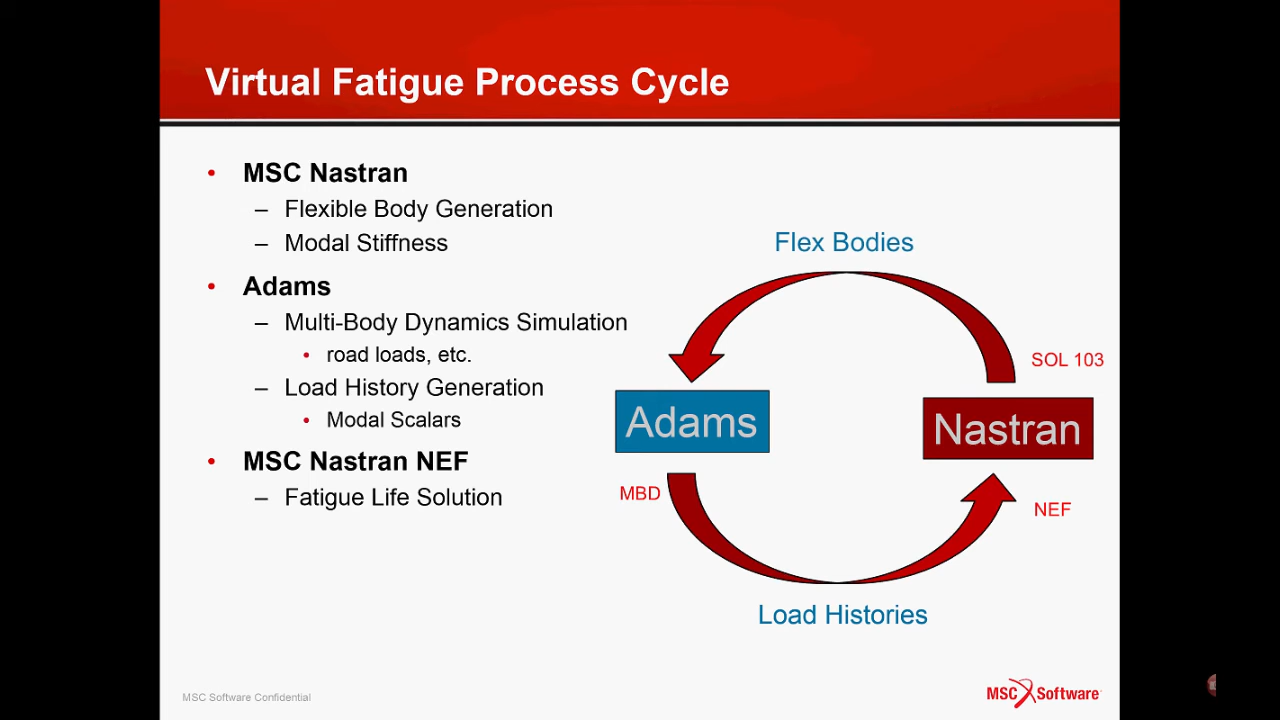 Virtual Fatigue Process Cycle
• MSC Nastran
– Flexible Body Generation
– Modal Stiffness
• Adams
– Multi-Body Dynamics Simulation
• road loads, etc.
– Load History Generation
• Modal Scalars
• MSC Nastran NEF
– Fatigue Life Solution
Flex Bodies
SOL 103
Adams
Nastran
MBD
NEF
Load Histories
MSC Software Confidential
MSC Software